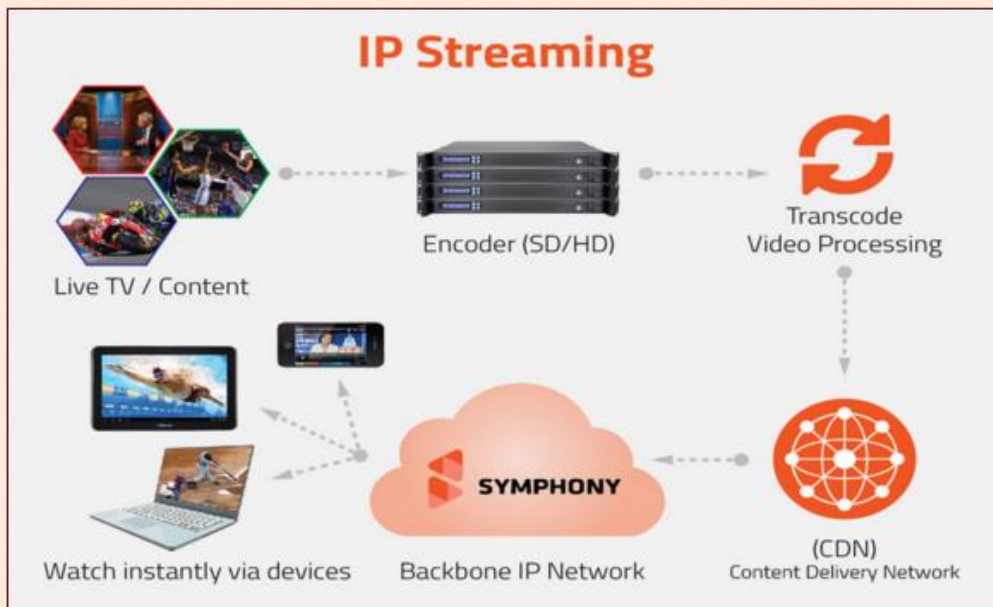 IP Streaming
Live TV / Content
Encoder (SD/HD)
Transcode
Video Processing
(CDN)
Content Delivery Network
SYMPHONY
Backbone IP Network
Watch instantly via devices